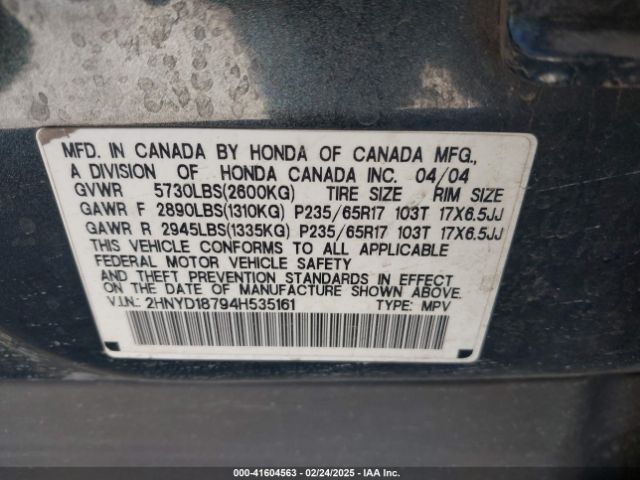 MFD. IN CANADA BY HONDA OF CANADA MFG.,
A DIVISION OF HONDA CANADA INC. 04/04
GVWR 5730LBS(2600KG) TIRE SIZE RIM SIZE
GAWR F 2890LBS(1310KG) P235/65R17 103T 17X6.5JJ
GAWR R 2945LBS(1335KG) P235/65R17 103T 17X6.5JJ
THIS VEHICLE CONFORMS TO ALL APPLICABLE
FEDERAL MOTOR VEHICLE SAFETY
AND THEFT PREVENTION STANDARDS IN EFFECT
ON THE DATE OF MANUFACTURE SHOWN ABOVE.
V.I.N.: 2HNYD18794H535161 TYPE: MPV
000-41604563 - 02/24/2025 - Copyright © IAA